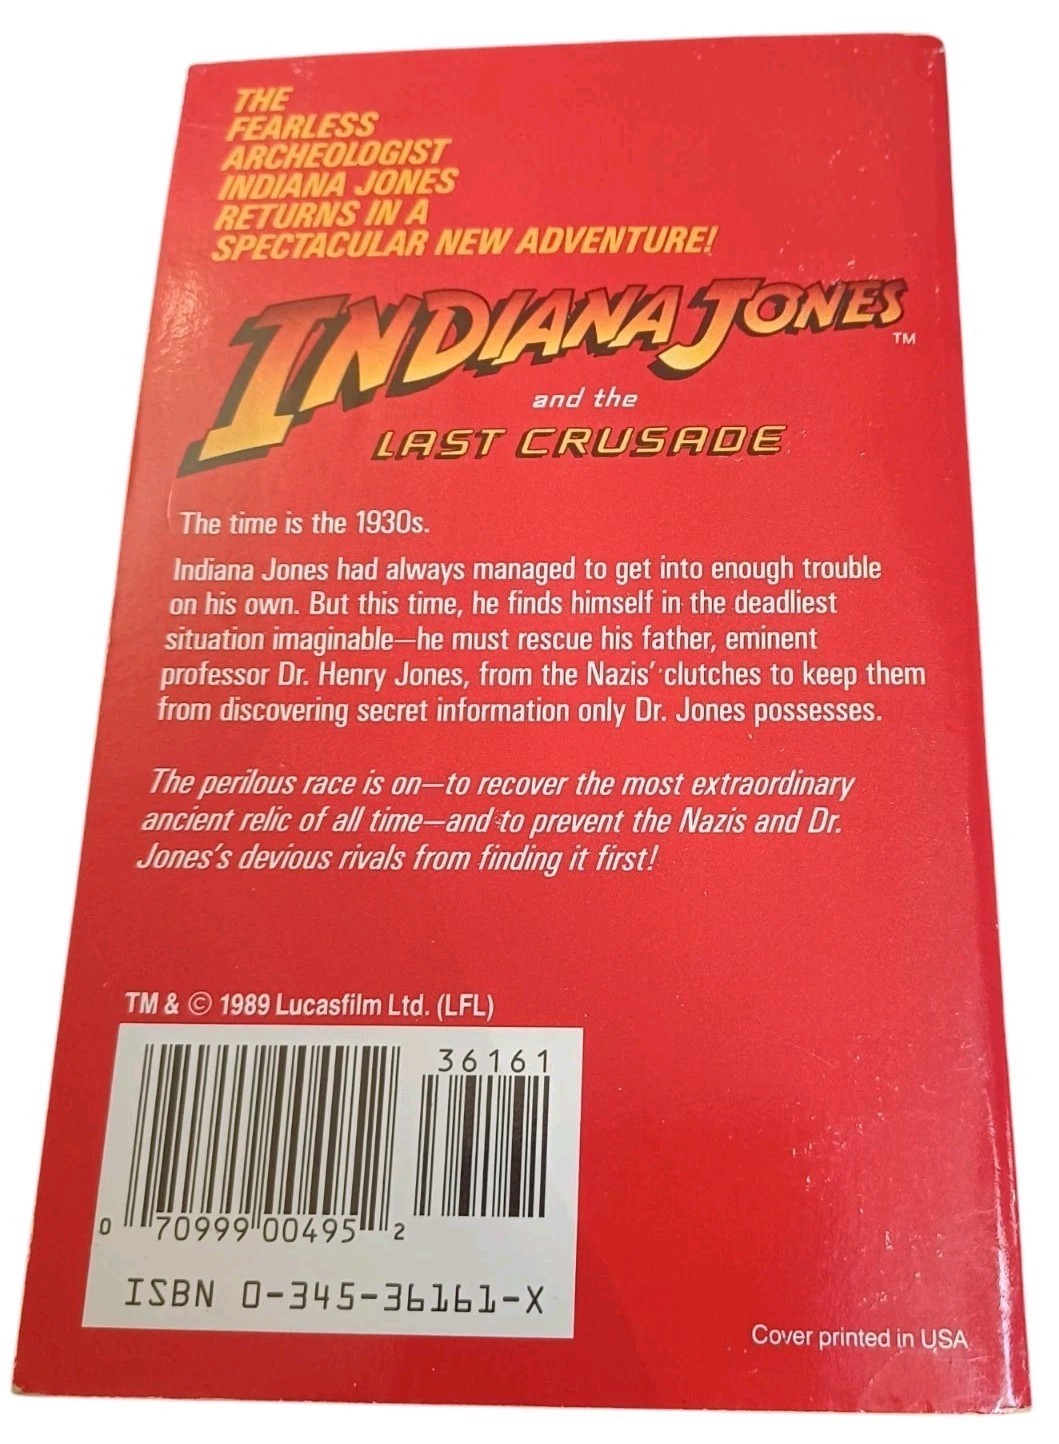 THE
FEARLESS
ARCHEOLOGIST
INDIANA JONES
RETURNS IN A
SPECTACULAR NEW ADVENTURE!
INDIANA JONES™
and the
LAST CRUSADE
The time is the 1930s.
Indiana Jones had always managed to get into enough trouble
on his own. But this time, he finds himself in the deadliest
situation imaginable—he must rescue his father, eminent
professor Dr. Henry Jones, from the Nazis' clutches to keep them
from discovering secret information only Dr. Jones possesses.
The perilous race is on—to recover the most extraordinary
ancient relic of all time—and to prevent the Nazis and Dr.
Jones's devious rivals from finding it first!
TM & © 1989 Lucasfilm Ltd. (LFL)
36161
0 70999 00495 2
ISBN 0-345-36161-X
Cover printed in USA